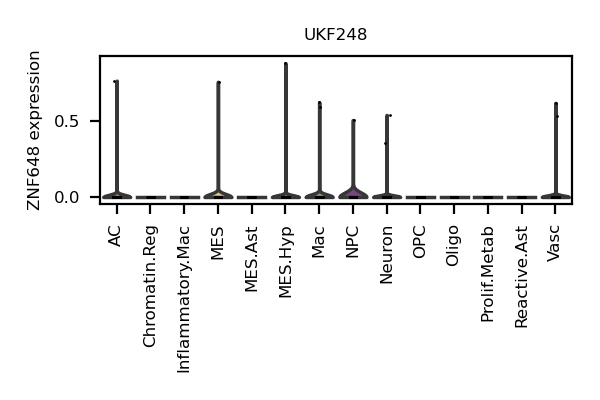 UKF248
ZNF648 expression
0.5
0.0
AC
Chromatin.Reg
Inflammatory.Mac
MES
MES.Ast
MES.Hyp
Mac
NPC
Neuron
OPC
Oligo
Prolif.Metab
Reactive.Ast
Vasc